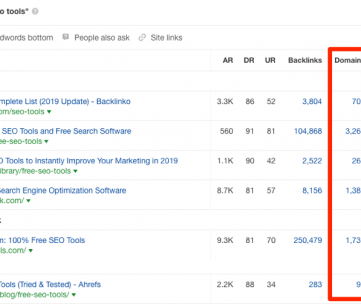 o tools"
dwords bottom People also ask Site links
AR DR UR Backlinks Domain
mplete List (2019 Update) - Backlinko 3.3K 86 52 3,804 70
om/seo-tools
SEO Tools and Free Search Software 560 91 81 104,868 3,26
ee-seo-tools
O Tools to Instantly Improve Your Marketing in 2019 1.1K 90 42 2,522 26
library/free-seo-tools/
Search Engine Optimization Software 8.7K 81 57 8,156 1,38
k.com/
m: 100% Free SEO Tools 9.3K 81 70 250,479 1,73
ls.com/
Tools (Tried & Tested) - Ahrefs 2.2K 88 34 283 9
blog/free-seo-tools/